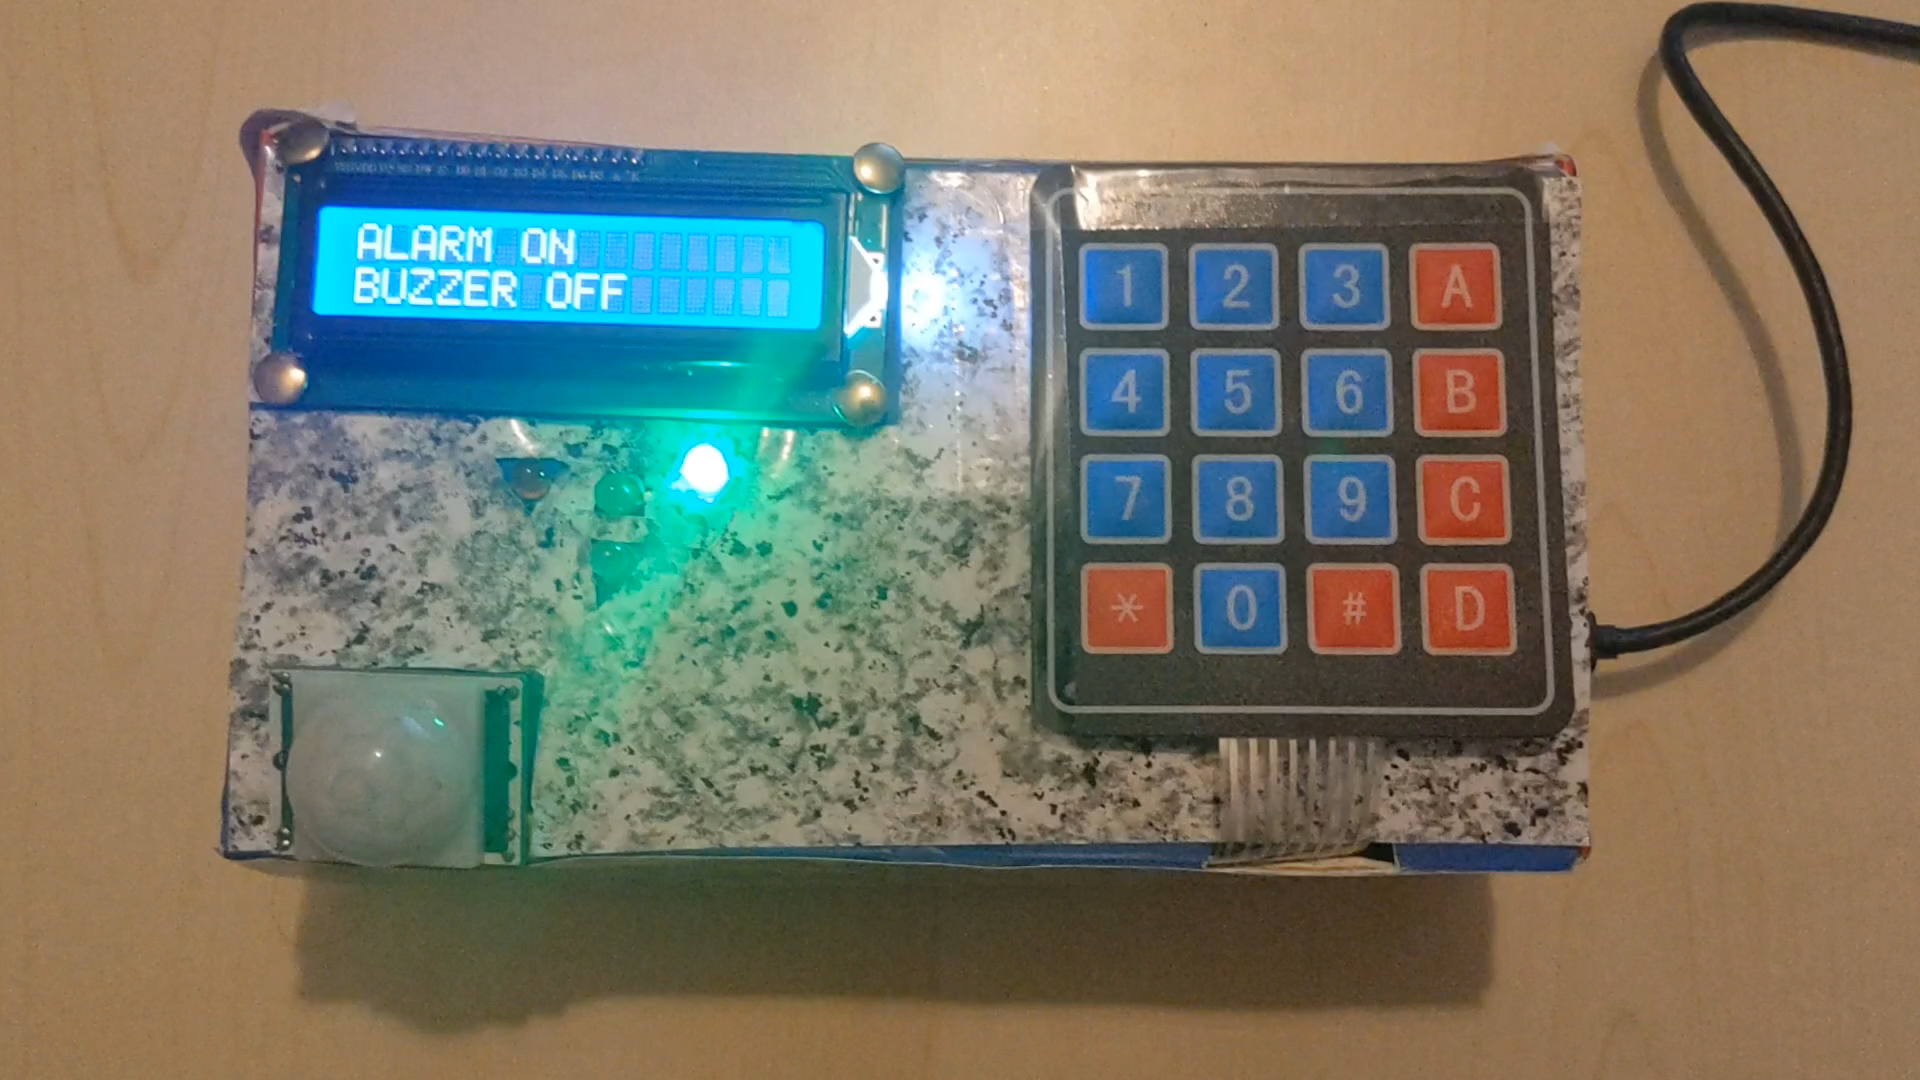 ALARM ON
BUZZER OFF
1 2 3 A
4 5 6 B
7 8 9 C
* 0 # D